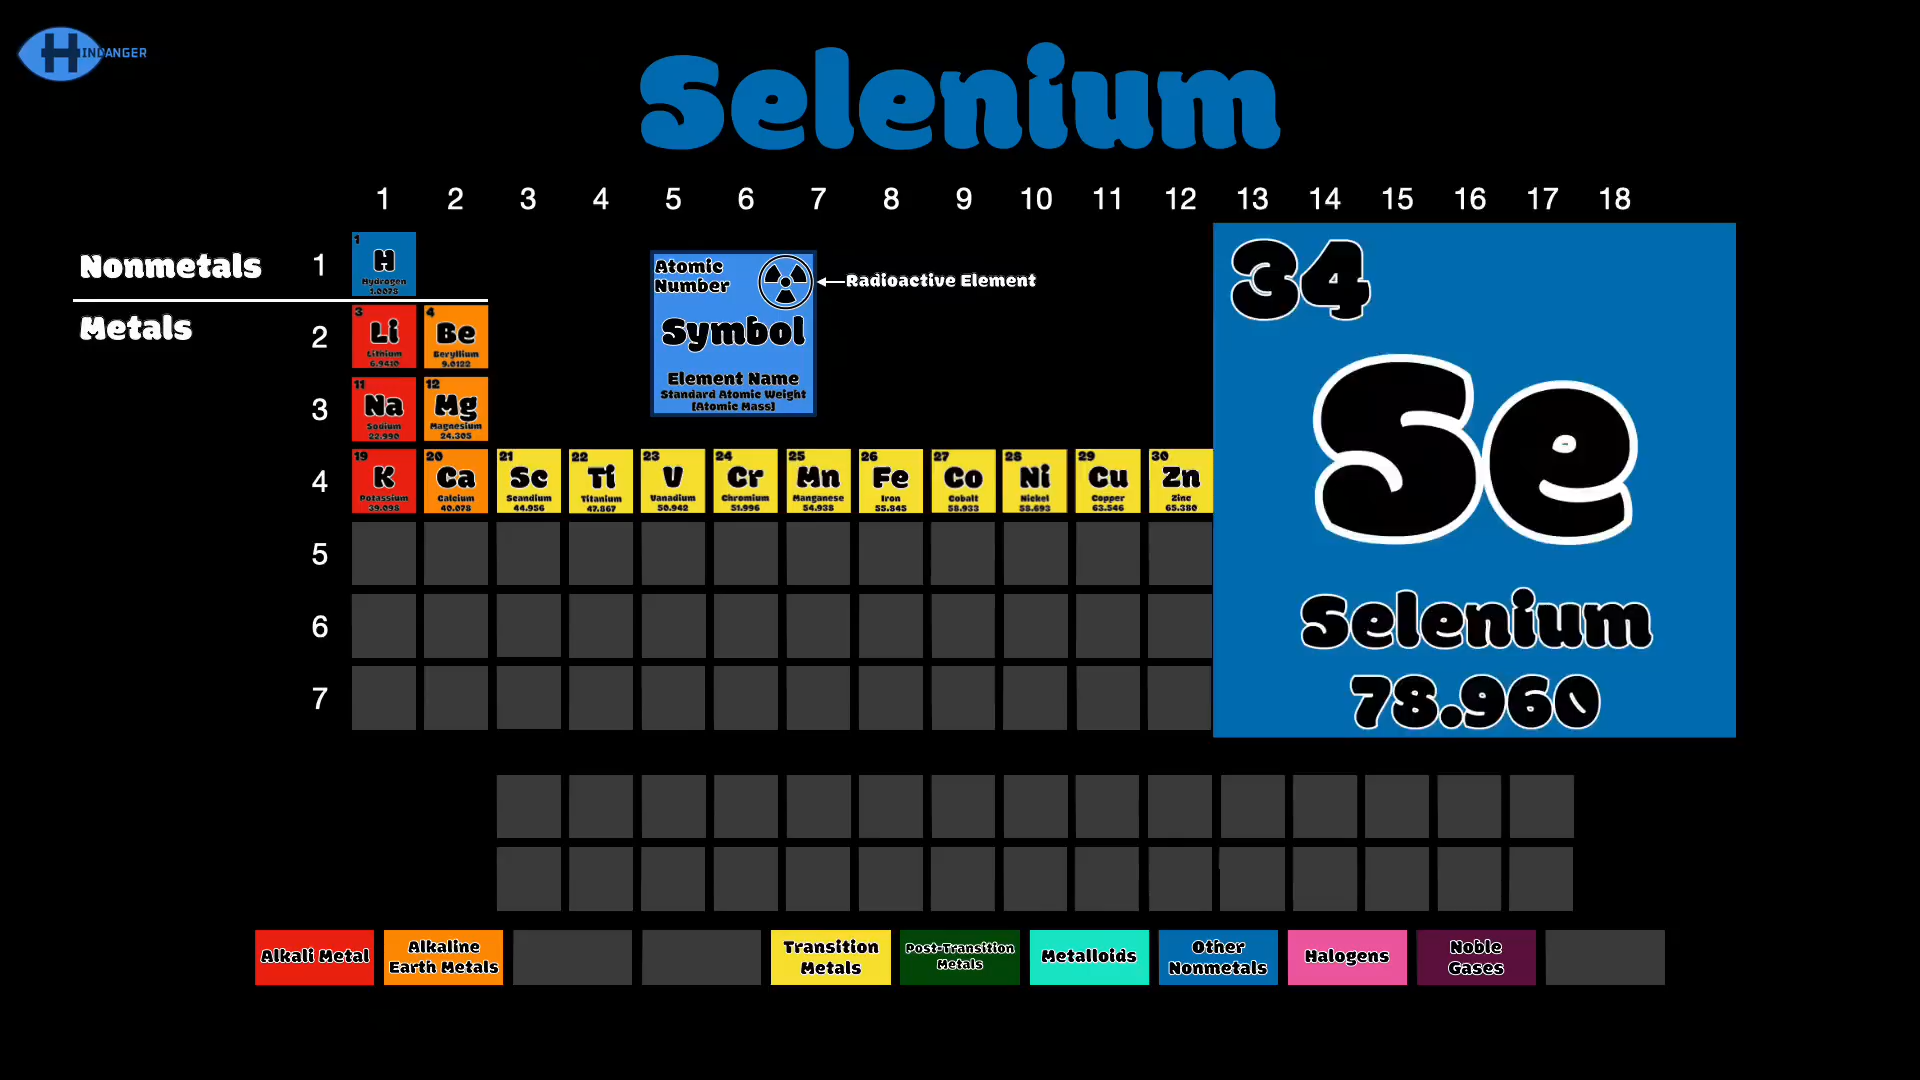 HINDANGER
Selenium
1 2 3 4 5 6 7 8 9 10 11 12 13 14 15 16 17 18
Nonmetals
Metals
1
2
3
4
5
6
7
1
H
Hydrogen
1.0078
Atomic
Number
Symbol
Element Name
Standard Atomic Weight
[Atomic Mass]
Radioactive Element
3
Li
Lithium
6.9410
4
Be
Beryllium
9.0122
11
Na
Sodium
22.990
12
Mg
Magnesium
24.305
19
K
Potassium
39.098
20
Ca
Calcium
40.078
21
Sc
Scandium
44.956
22
Ti
Titanium
47.867
23
V
Vanadium
50.942
24
Cr
Chromium
51.996
25
Mn
Manganese
54.938
26
Fe
Iron
55.845
27
Co
Cobalt
58.933
28
Ni
Nickel
58.693
29
Cu
Copper
63.546
30
Zn
Zinc
65.380
34
Se
Selenium
78.960
Alkali Metal
Alkaline
Earth Metals
Transition
Metals
Post-Transition
Metals
Metalloids
Other
Nonmetals
Halogens
Noble
Gases